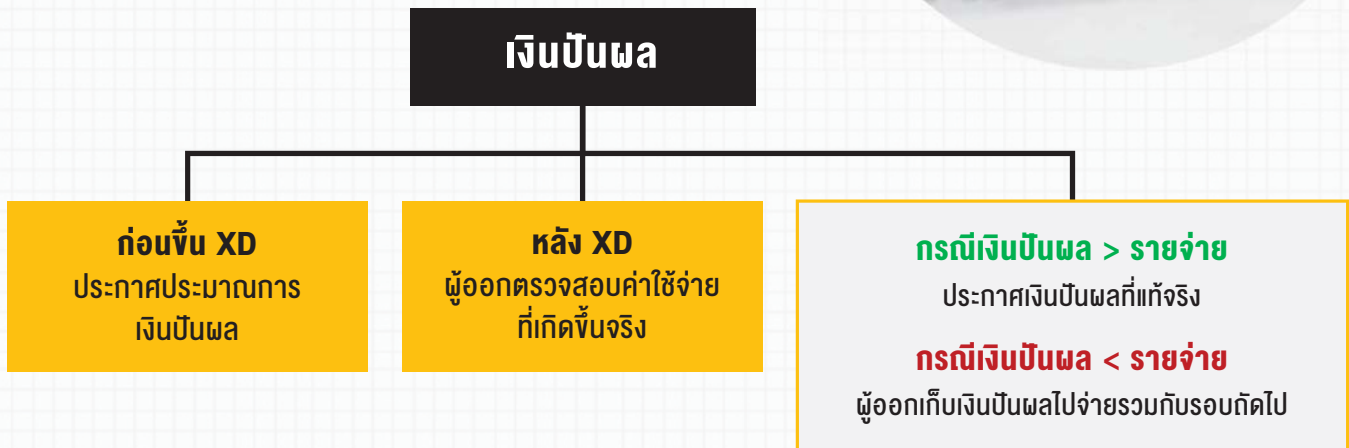 เงินปันผล
ก่อนขึ้น XD
ประกาศประมาณการ
เงินปันผล
หลัง XD
ผู้ออกตรวจสอบค่าใช้จ่าย
ที่เกิดขึ้นจริง
กรณีเงินปันผล > รายจ่าย
ประกาศเงินปันผลที่แท้จริง
กรณีเงินปันผล < รายจ่าย
ผู้ออกเก็บเงินปันผลไปจ่ายรวมกับรอบถัดไป